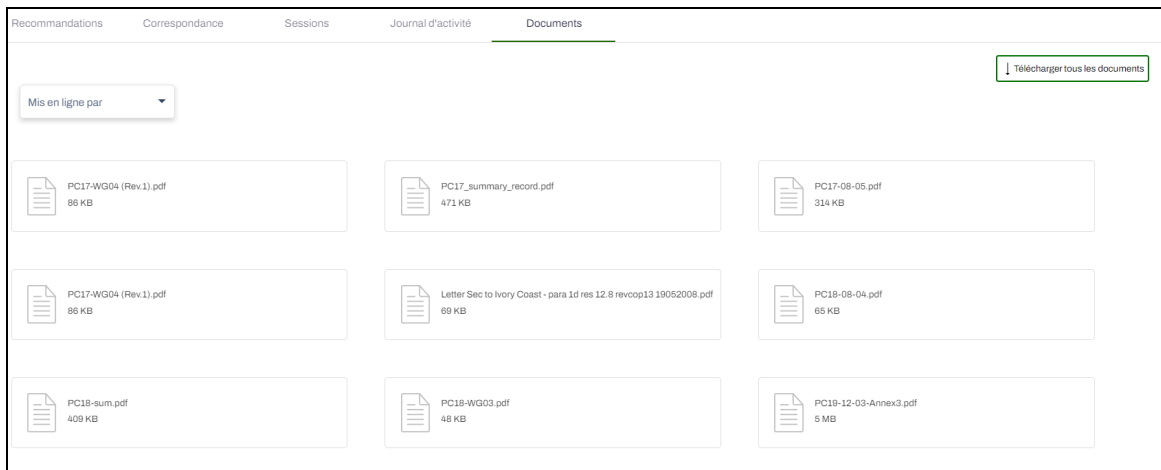 Recommandations
Correspondance
Sessions
Journal d'activité
Documents
Télécharger tous les documents
Mis en ligne par
PC17-WG04 (Rev.1).pdf
86 KB
PC17_summary_record.pdf
471 KB
PC17-08-05.pdf
314 KB
PC17-WG04 (Rev.1).pdf
86 KB
Letter Sec to Ivory Coast - para 1d res 12.8 revcop13 19052008.pdf
69 KB
PC18-08-04.pdf
65 KB
PC18-sum.pdf
409 KB
PC18-WG03.pdf
48 KB
PC19-12-03-Annex3.pdf
5 MB